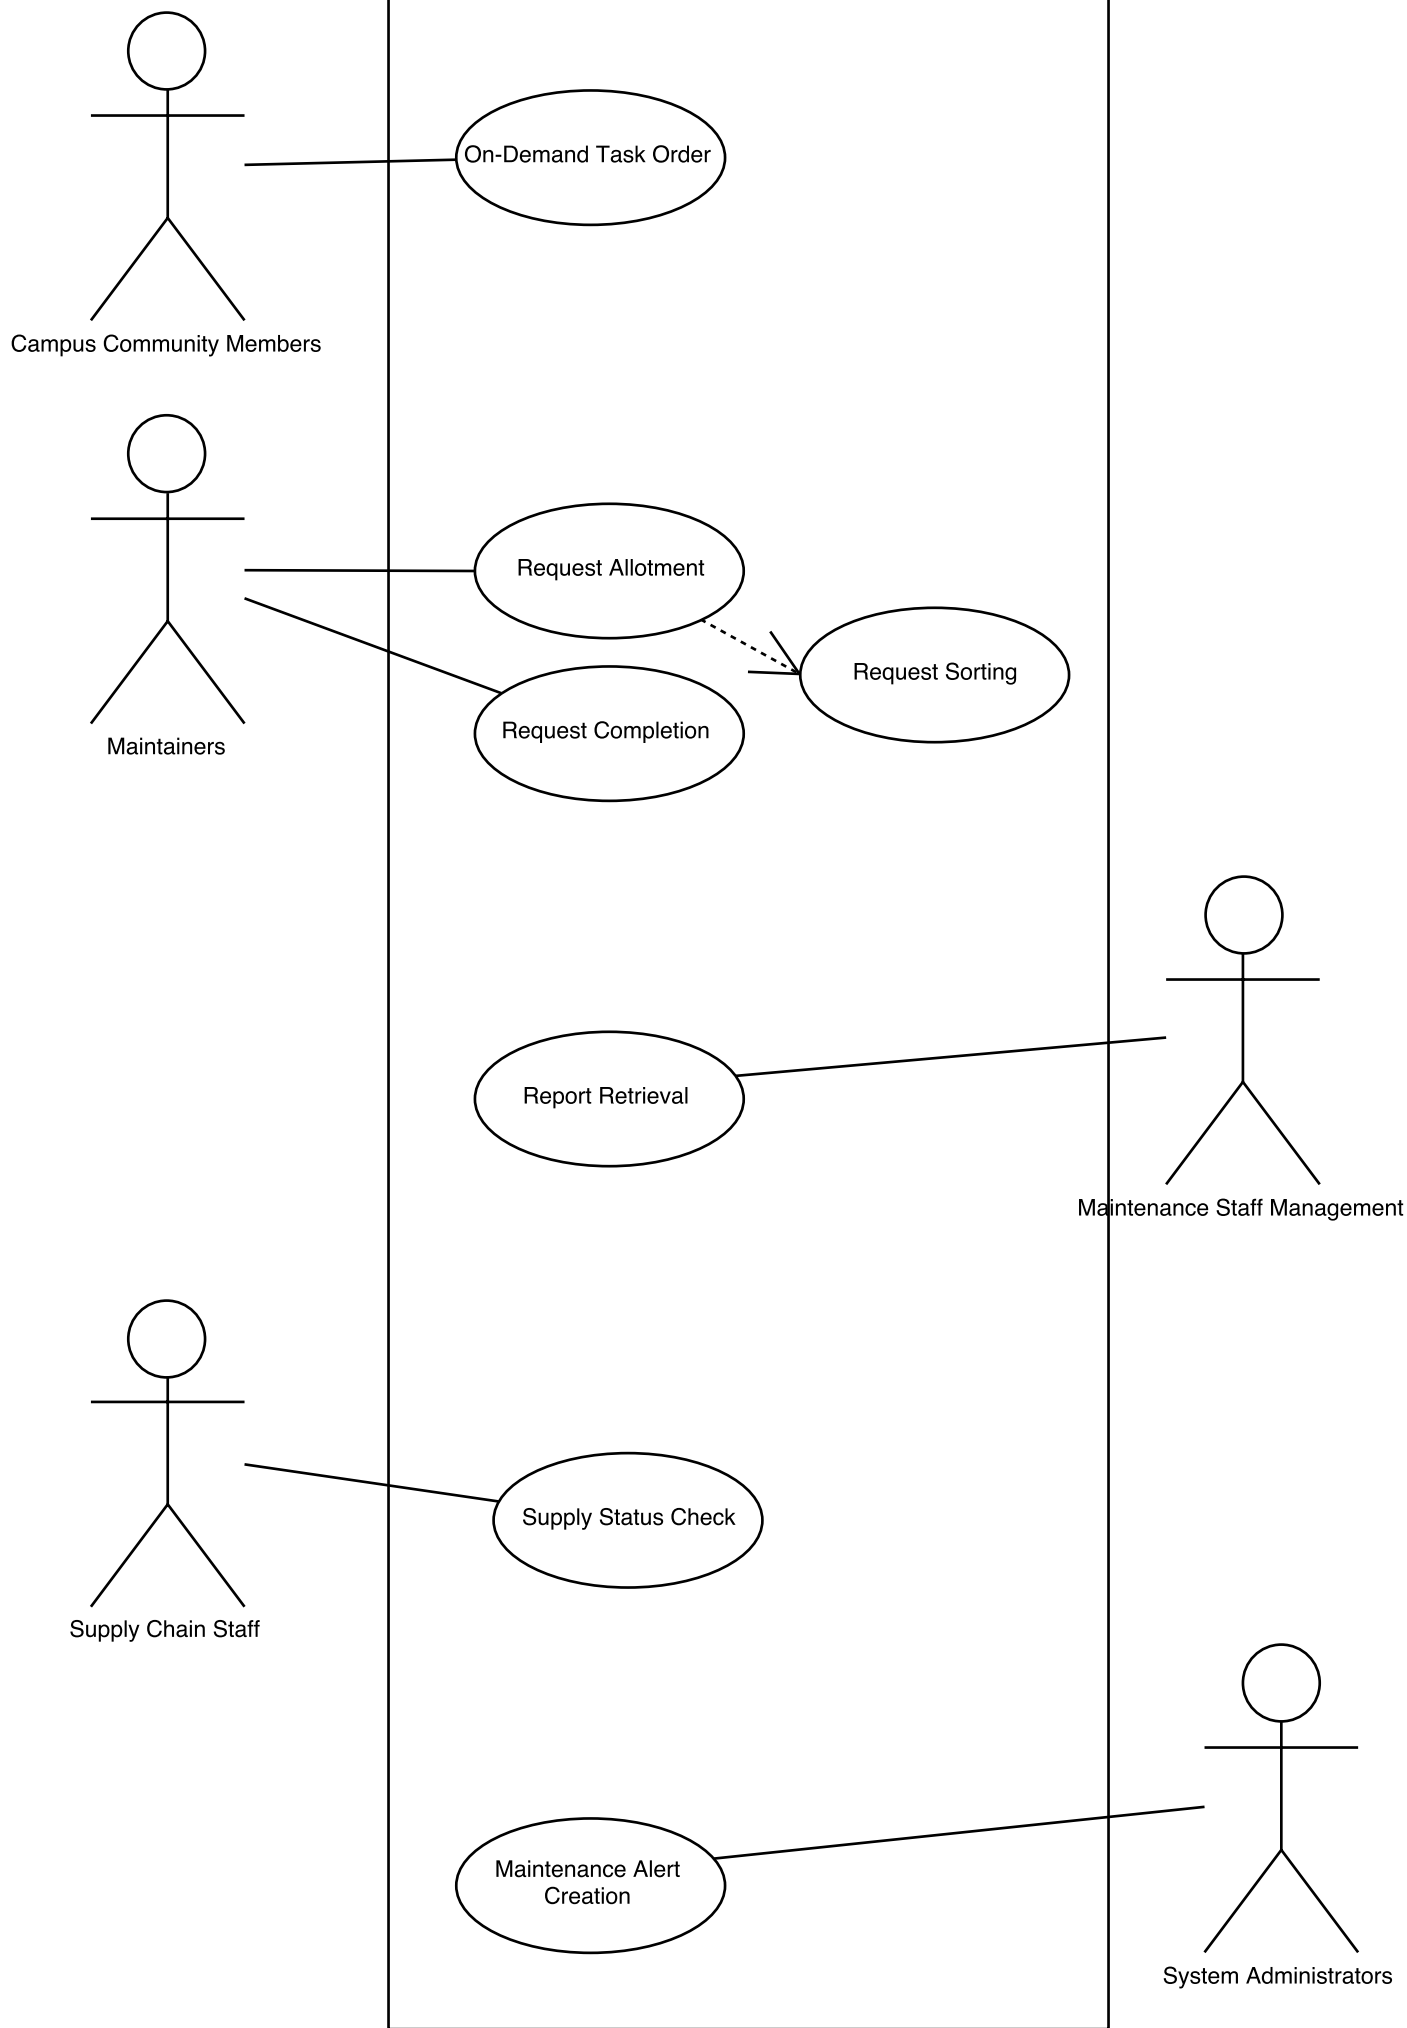 On-Demand Task Order
Campus Community Members
Request Allotment
Request Sorting
Request Completion
Maintainers
Report Retrieval
Maintenance Staff Management
Supply Status Check
Supply Chain Staff
Maintenance Alert
Creation
System Administrators